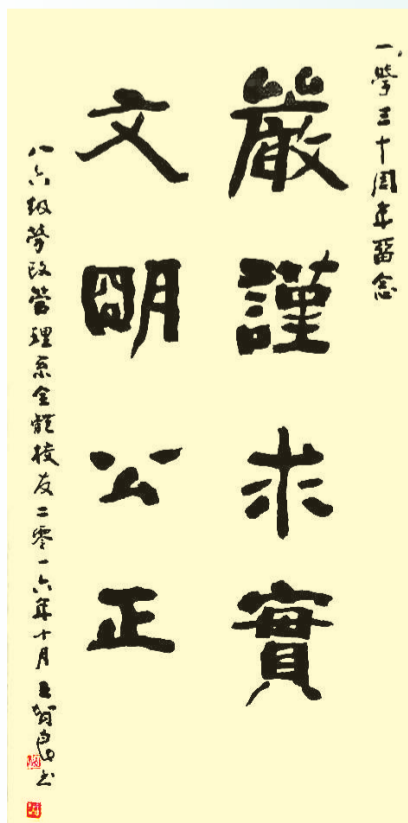 入學三十周年留念
嚴謹求實
文明公正
八六級勞改管理系全體校友二零一六年十月